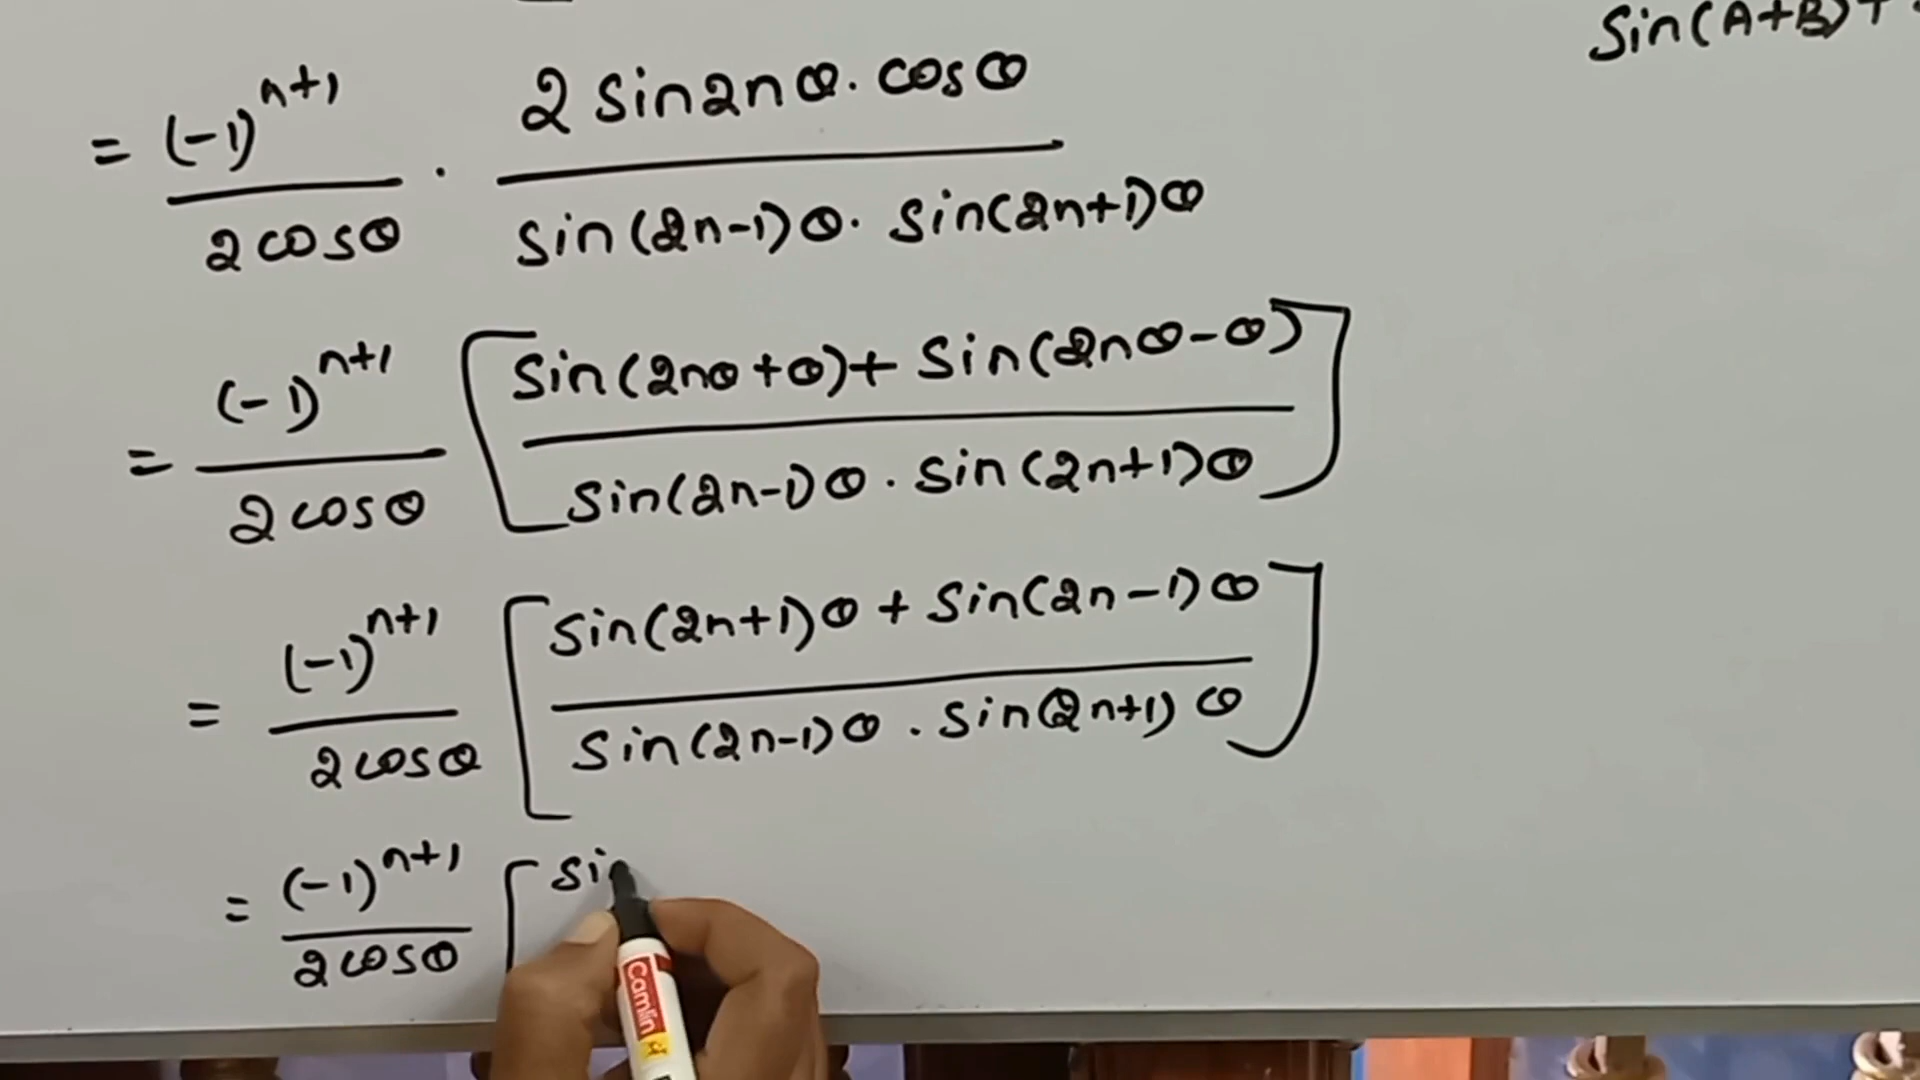 Sin(A+B)+
= (-1)^{n+1} / 2cosθ · 2 sin2nθ. cosθ / sin(2n-1)θ. sin(2n+1)θ
= (-1)^{n+1} / 2cosθ [ sin(2nθ+θ)+ sin(2nθ-θ) / sin(2n-1)θ. sin(2n+1)θ ]
= (-1)^{n+1} / 2cosθ [ sin(2n+1)θ + sin(2n-1)θ / sin(2n-1)θ. sin(2n+1)θ ]
= (-1)^{n+1} / 2cosθ [ si
Camlin